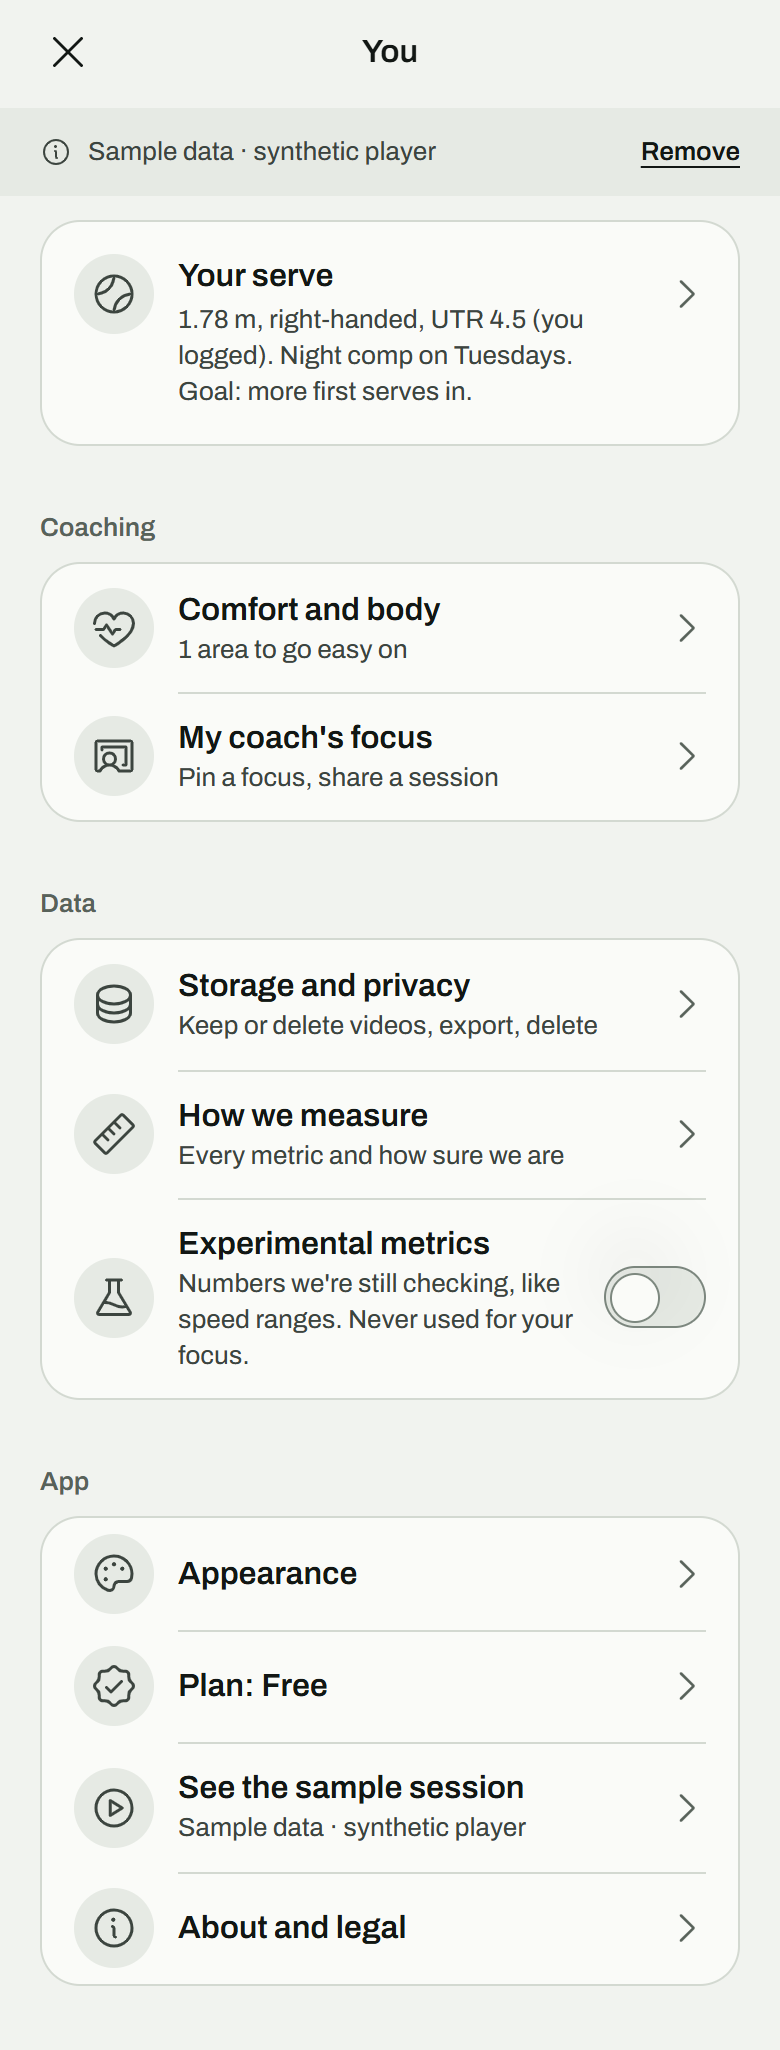 You
Sample data · synthetic player
Remove
Your serve
1.78 m, right-handed, UTR 4.5 (you
logged). Night comp on Tuesdays.
Goal: more first serves in.
Coaching
Comfort and body
1 area to go easy on
My coach's focus
Pin a focus, share a session
Data
Storage and privacy
Keep or delete videos, export, delete
How we measure
Every metric and how sure we are
Experimental metrics
Numbers we're still checking, like
speed ranges. Never used for your
focus.
App
Appearance
Plan: Free
See the sample session
Sample data · synthetic player
About and legal